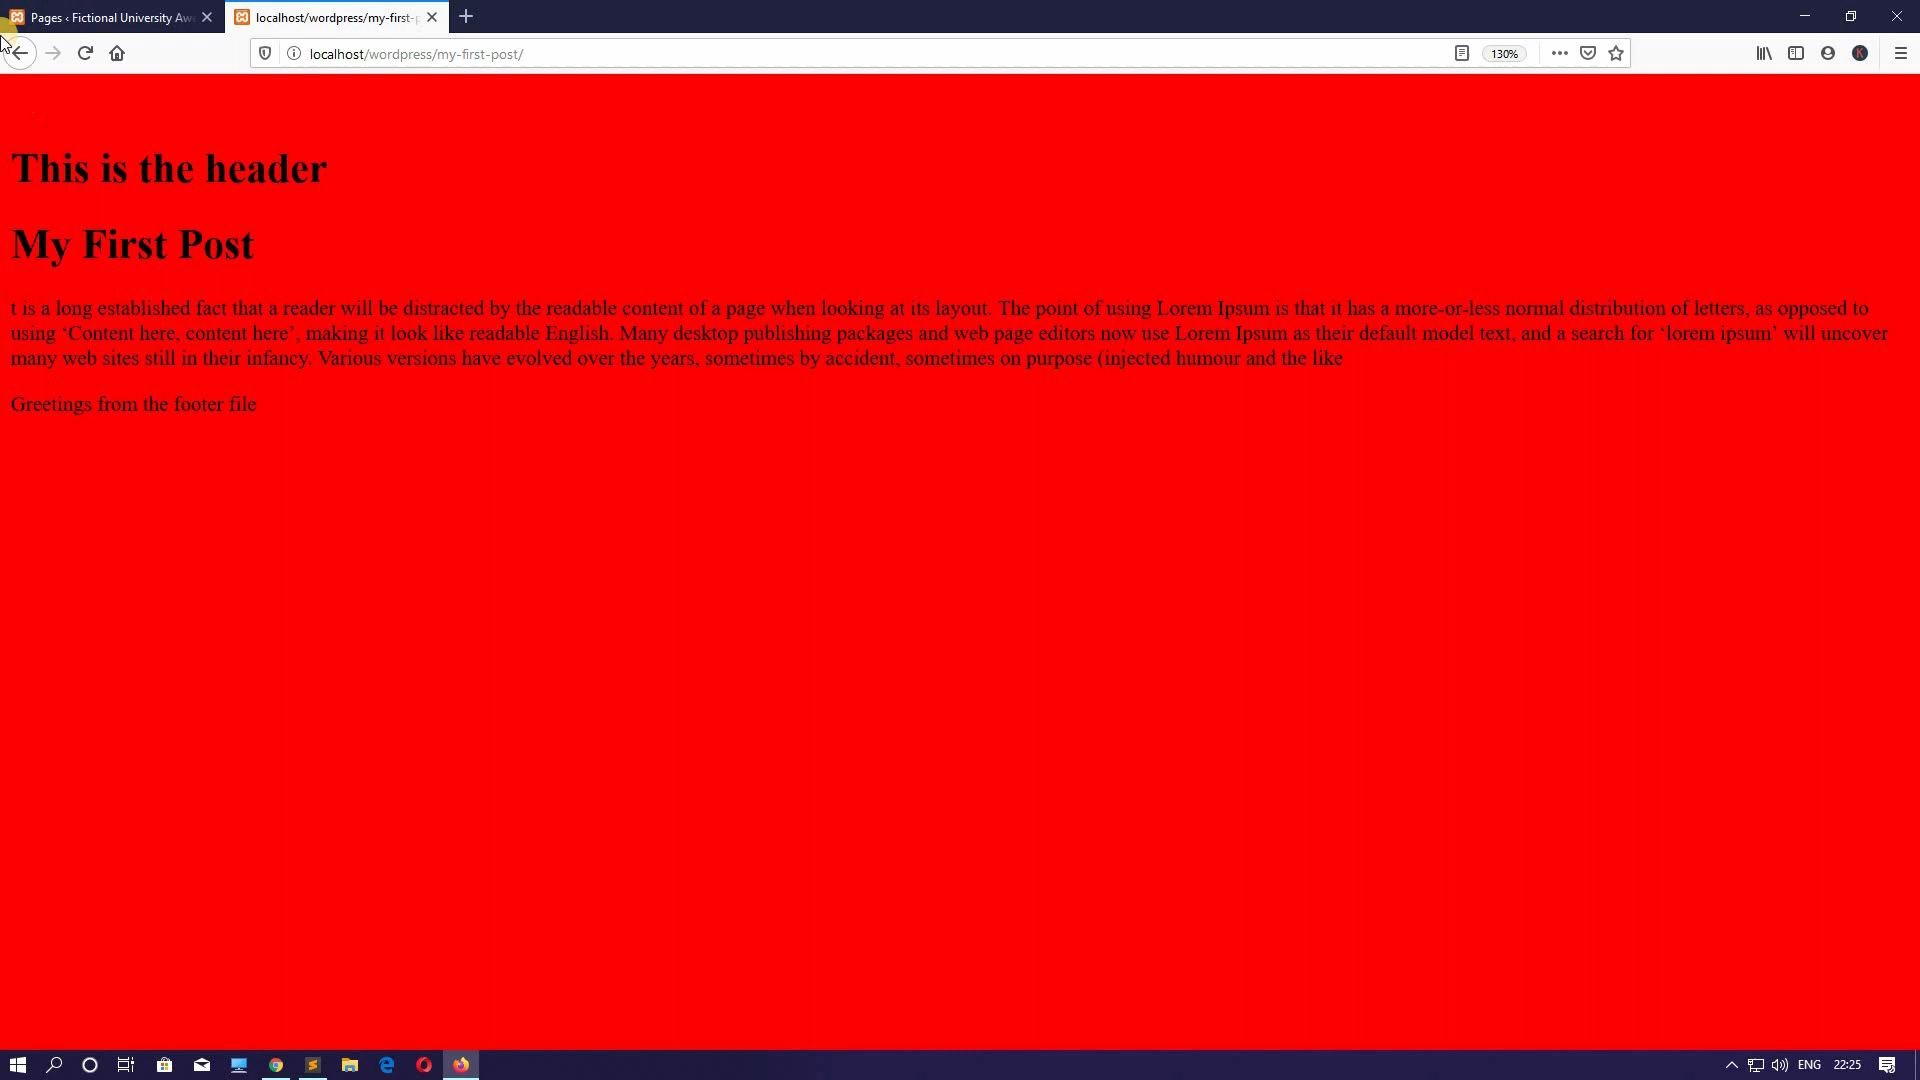 Pages ‹ Fictional University Aw
localhost/wordpress/my-first-p
localhost/wordpress/my-first-post/
130%
This is the header
My First Post
t is a long established fact that a reader will be distracted by the readable content of a page when looking at its layout. The point of using Lorem Ipsum is that it has a more-or-less normal distribution of letters, as opposed to
using ‘Content here, content here’, making it look like readable English. Many desktop publishing packages and web page editors now use Lorem Ipsum as their default model text, and a search for ‘lorem ipsum’ will uncover
many web sites still in their infancy. Various versions have evolved over the years, sometimes by accident, sometimes on purpose (injected humour and the like
Greetings from the footer file
ENG
22:25